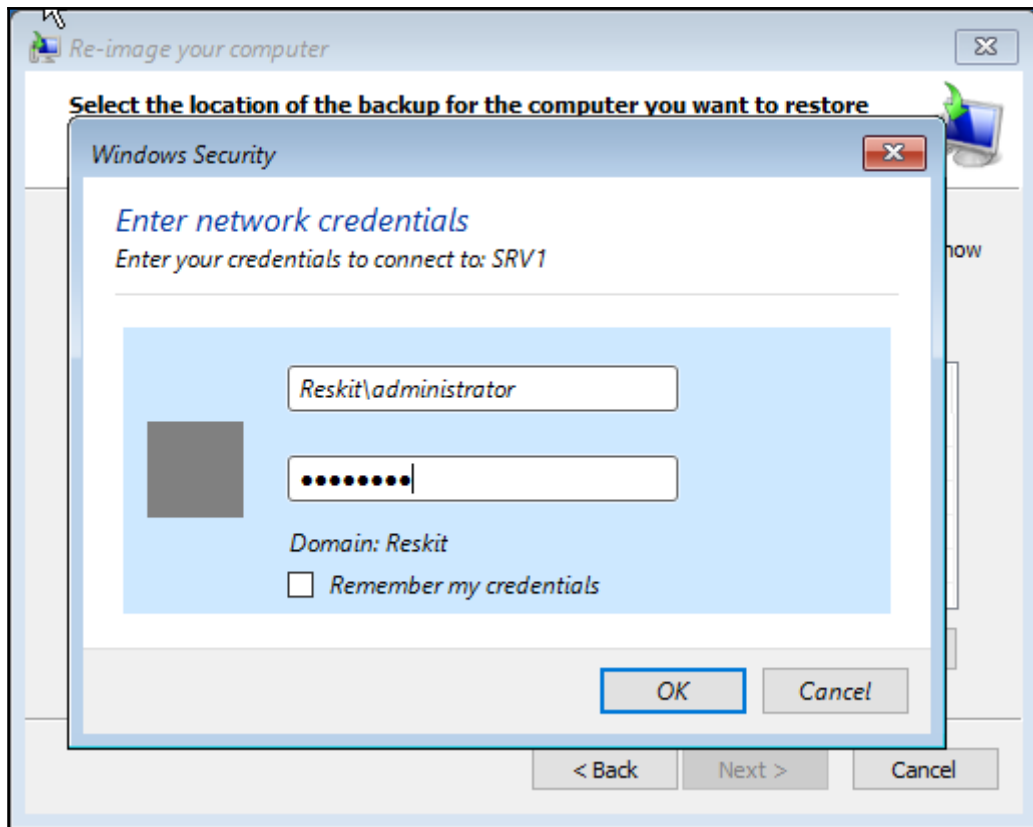 Re-image your computer
Select the location of the backup for the computer you want to restore
Windows Security
Enter network credentials
Enter your credentials to connect to: SRV1
Reskit\administrator
••••••••
Domain: Reskit
Remember my credentials
OK Cancel
< Back Next > Cancel